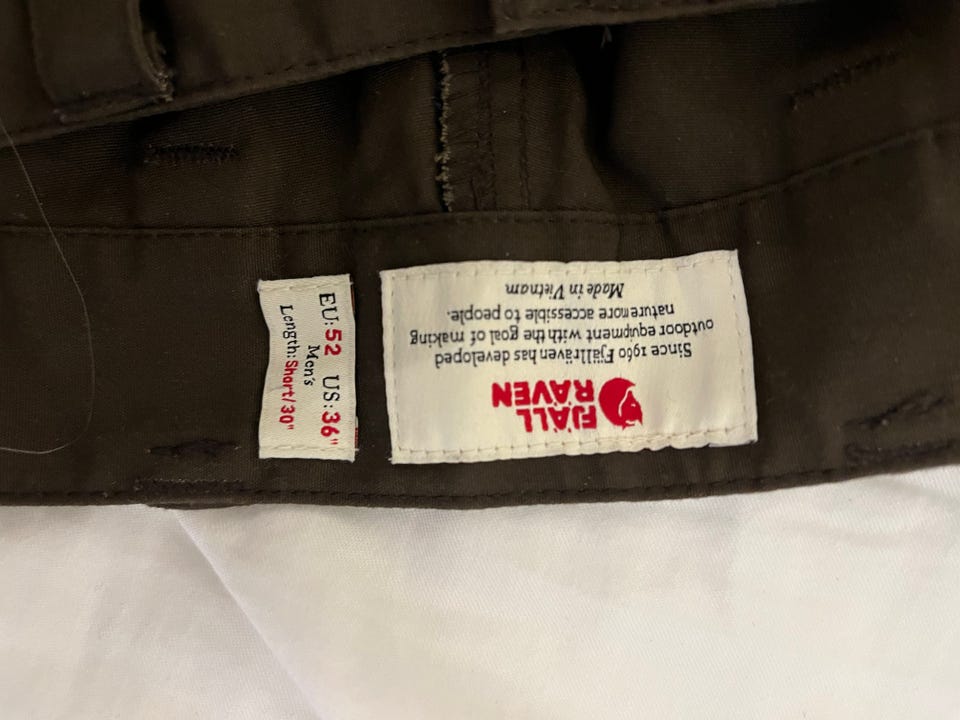 EU:52 US:36"
Men's
Length:Short/30"
FJÄLL
RÄVEN
Since 1960 Fjällräven has developed
outdoor equipment with the goal of making
nature more accessible to people.
Made in Vietnam